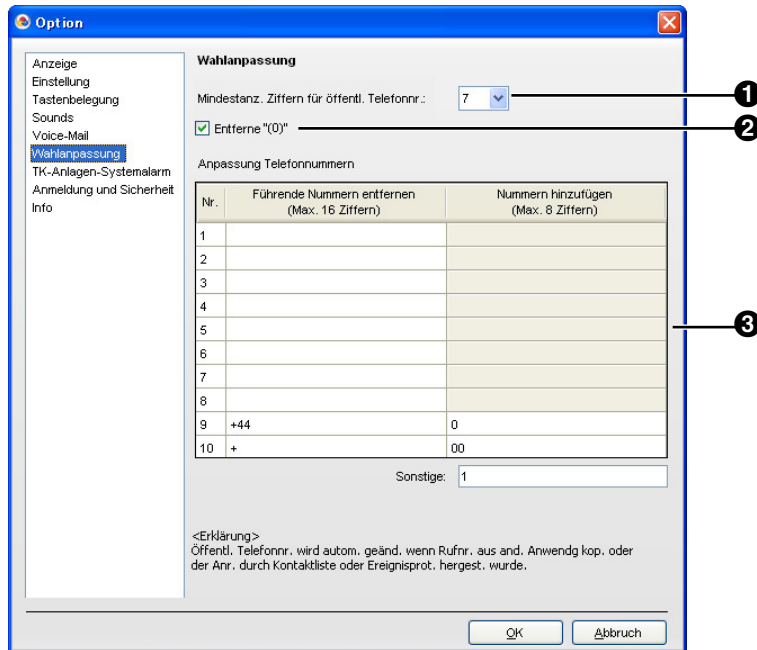 Option
Anzeige
Einstellung
Tastenbelegung
Sounds
Voice-Mail
Wahlanpassung
TK-Anlagen-Systemalarm
Anmeldung und Sicherheit
Info
Wahlanpassung
Mindestanz. Ziffern für öffentl. Telefonnr.: 7
❶
Entferne "(0)"
❷
Anpassung Telefonnummern
Nr. Führende Nummern entfernen (Max. 16 Ziffern) Nummern hinzufügen (Max. 8 Ziffern)
1
2
3
4
5
❸
6
7
8
9 +44 0
10 + 00
Sonstige: 1
<Erklärung>
Öffentl. Telefonnr. wird autom. geänd. wenn Rufnr. aus and. Anwendg kop. oder
der Anr. durch Kontaktliste oder Ereignisprot. hergest. wurde.
OK Abbruch